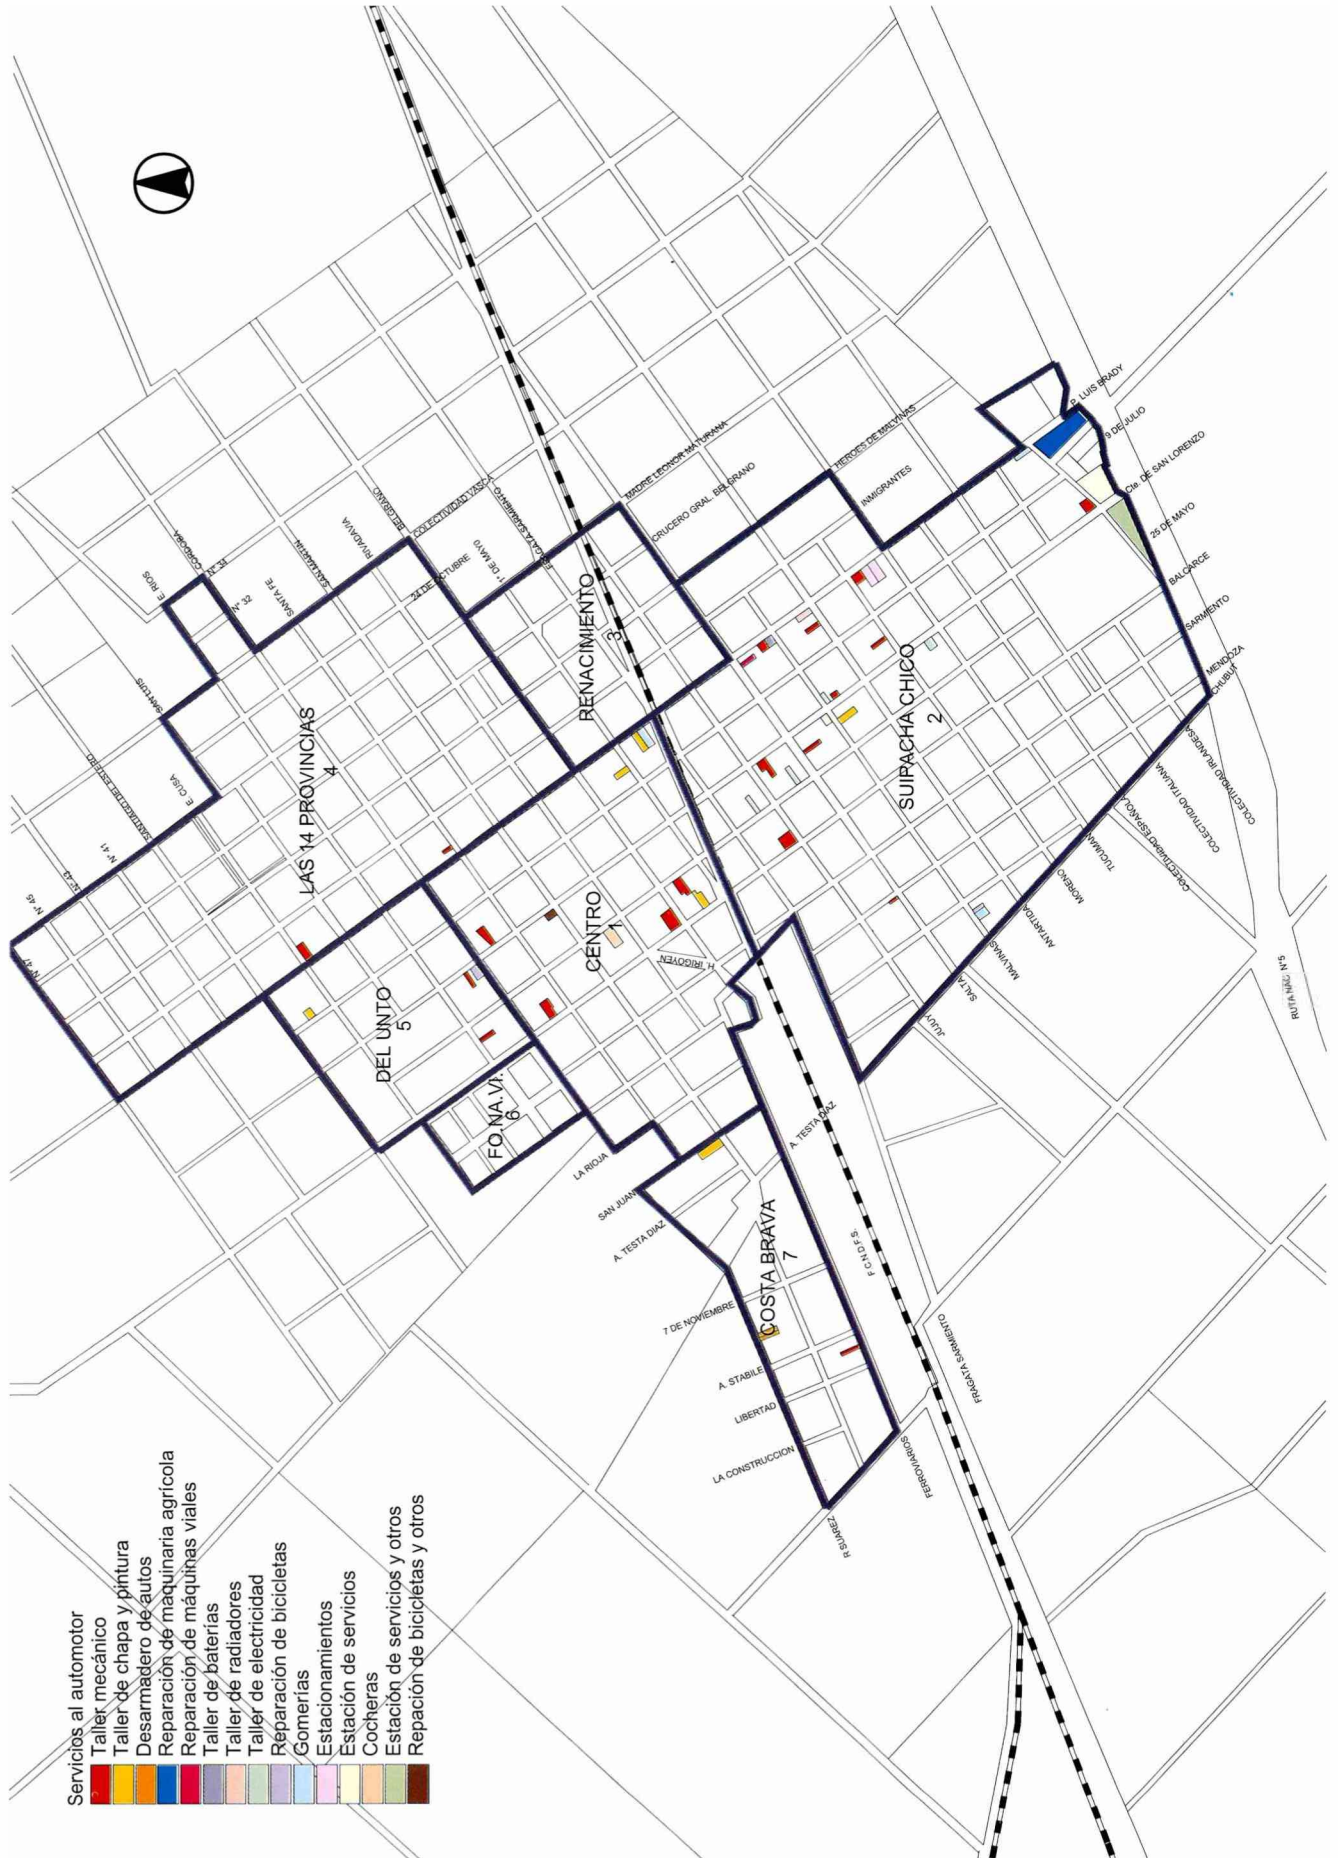 E. RIOS
CORDOBA
N° 34
N° 32
SANTA FE
SAN MARTIN
RIVADAVIA
BELGRANO
COLECTIVIDAD VASCA
24 DE OCTUBRE
1° DE MAYO
FRAGATA SARMIENTO
MADRE LEONOR MATURANA
CRUCERO GRAL. BELGRANO
HEROES DE MALVINAS
INMIGRANTES
P. LUIS BRADY
9 DE JULIO
Cte. DE SAN LORENZO
25 DE MAYO
BALCARCE
SARMIENTO
MENDOZA
CHUBUT
COLECTIVIDAD IRLANDESA
COLECTIVIDAD ITALIANA
COLECTIVIDAD ESPAÑOLA
COLECTIVIDAD IRLANDESA
COLECTIVIDAD ITALIANA
COLECTIVIDAD ESPAÑOLA
TUCUMAN
MORENO
ANTARTIDA
MALVINAS
SALTA
JUJUY
RUTA NAC. N°5
SAN LUIS
SANTIAGO DEL ESTERO
E. CUSA
N° 41
N° 43
N° 45
N° 47
LAS 14 PROVINCIAS
4
RENACIMIENTO
3
SUIPACHA CHICO
2
CENTRO
1
H. IRIGOYEN
DEL UNTO
5
FO.NA.VI.
6
COSTA BRAVA
7
LA RIOJA
SAN JUAN
A. TESTA DIAZ
A. TESTA DIAZ
7 DE NOVIEMBRE
A. STABILE
LIBERTAD
LA CONSTRUCCION
R SUAREZ
FERROVIARIOS
F.C.N.D.F.S.
FRAGATA SARMIENTO
Servicios al automotor
Taller mecánico
Taller de chapa y pintura
Desarmadero de autos
Reparación de maquinaria agrícola
Reparación de máquinas viales
Taller de baterías
Taller de radiadores
Taller de electricidad
Reparación de bicicletas
Gomerías
Estacionamientos
Estación de servicios
Cocheras
Estación de servicios y otros
Repación de bicicletas y otros